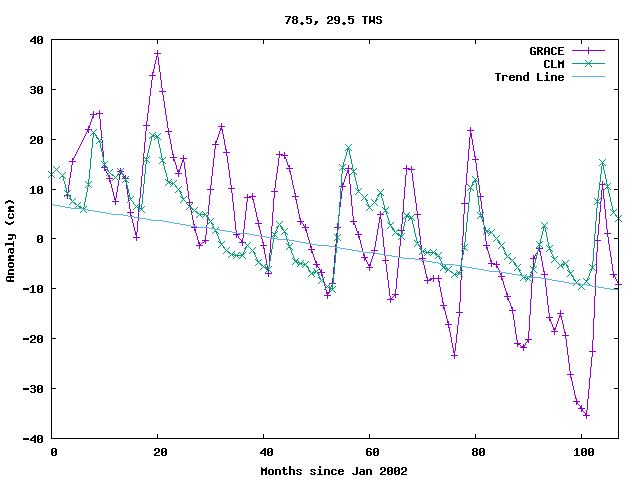 78.5, 29.5 TWS
GRACE
CLM
Trend Line
40
30
20
10
0
-10
-20
-30
-40
Anomaly (cm)
0 20 40 60 80 100
Months since Jan 2002